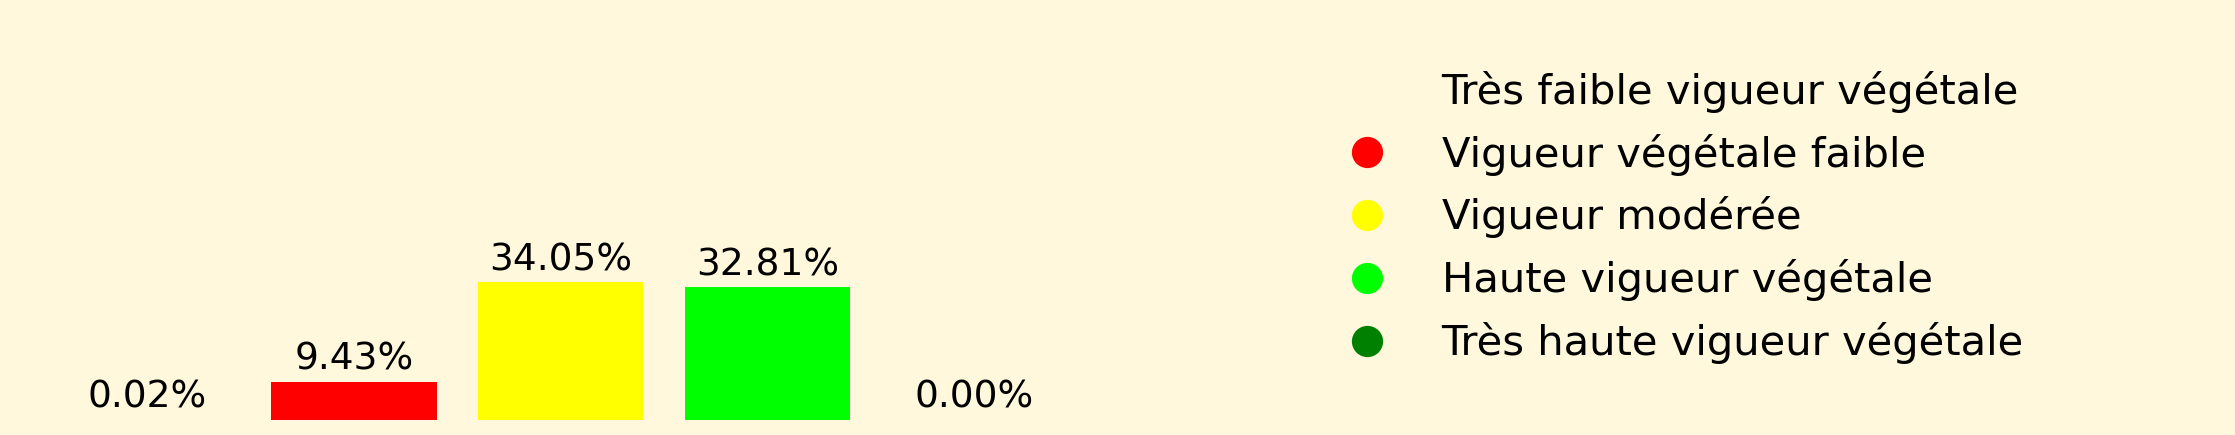 0.02%
9.43%
34.05%
32.81%
0.00%
Très faible vigueur végétale
Vigueur végétale faible
Vigueur modérée
Haute vigueur végétale
Très haute vigueur végétale